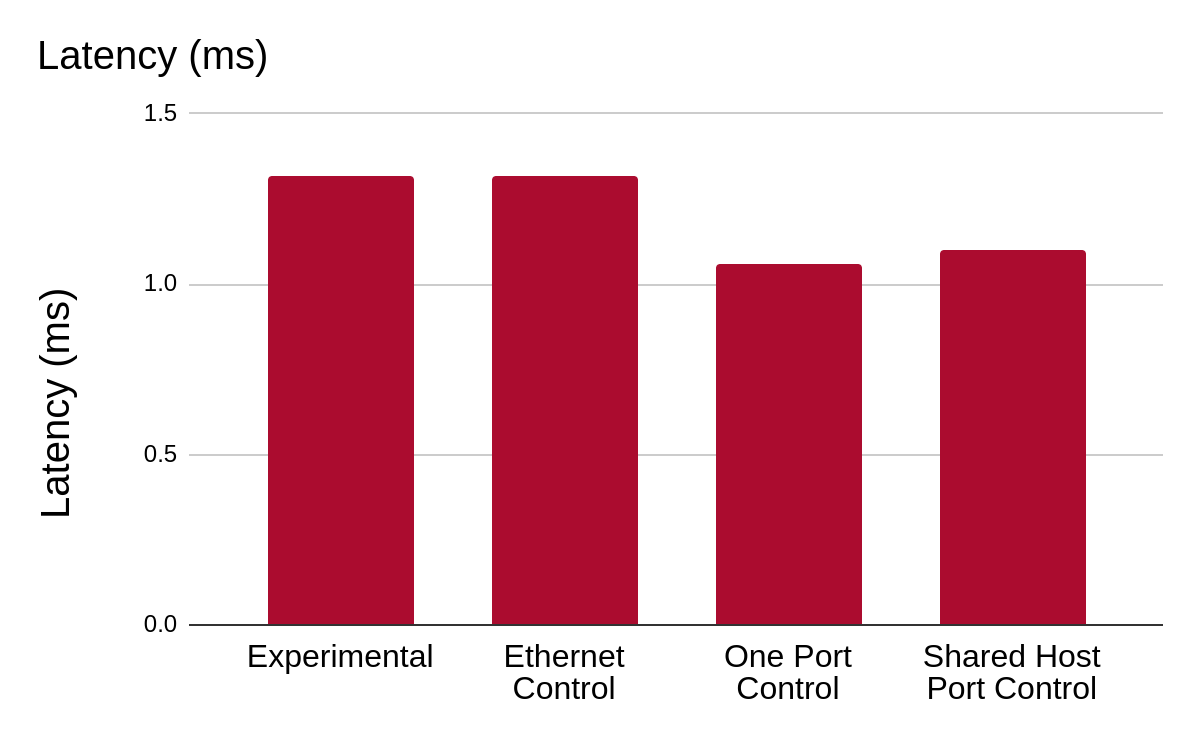 Latency (ms)
Latency (ms)
1.5
1.0
0.5
0.0
Experimental
Ethernet
Control
One Port
Control
Shared Host
Port Control